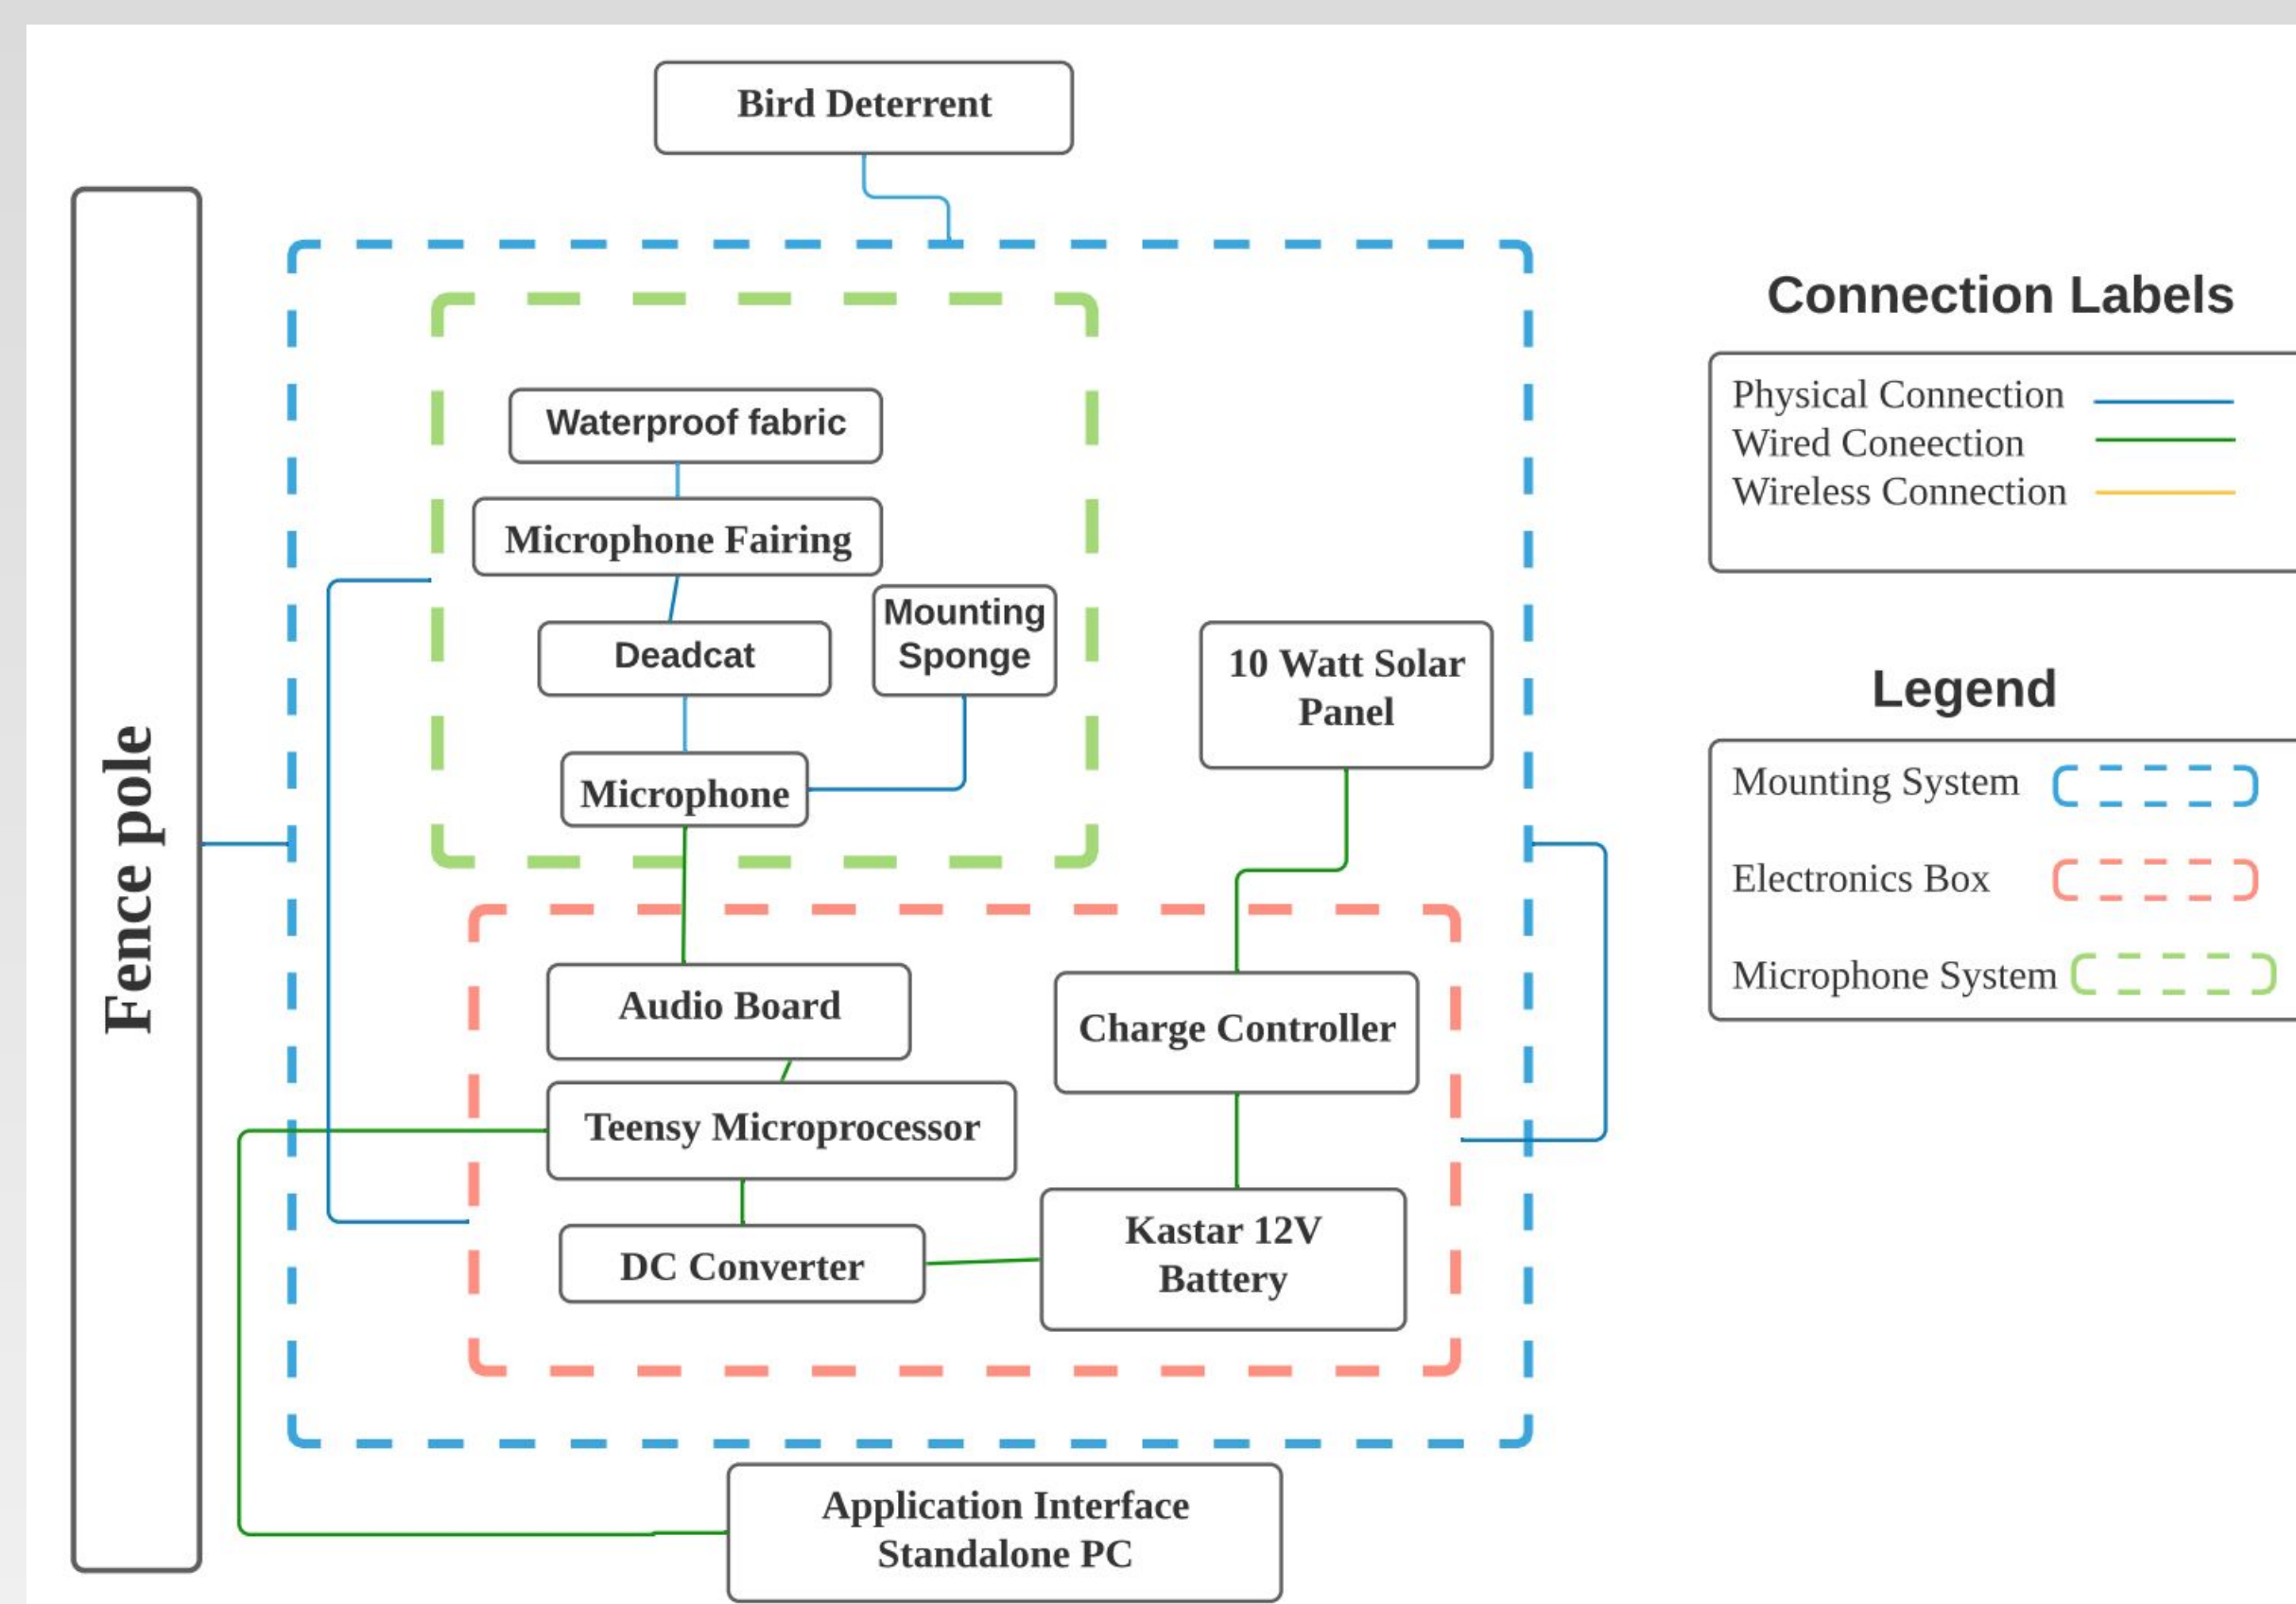 Bird Deterrent
Fence pole
Waterproof fabric
Microphone Fairing
Deadcat
Mounting
Sponge
Microphone
10 Watt Solar
Panel
Audio Board
Teensy Microprocessor
DC Converter
Charge Controller
Kastar 12V
Battery
Application Interface
Standalone PC
Connection Labels
Physical Connection
Wired Coneection
Wireless Connection
Legend
Mounting System
Electronics Box
Microphone System